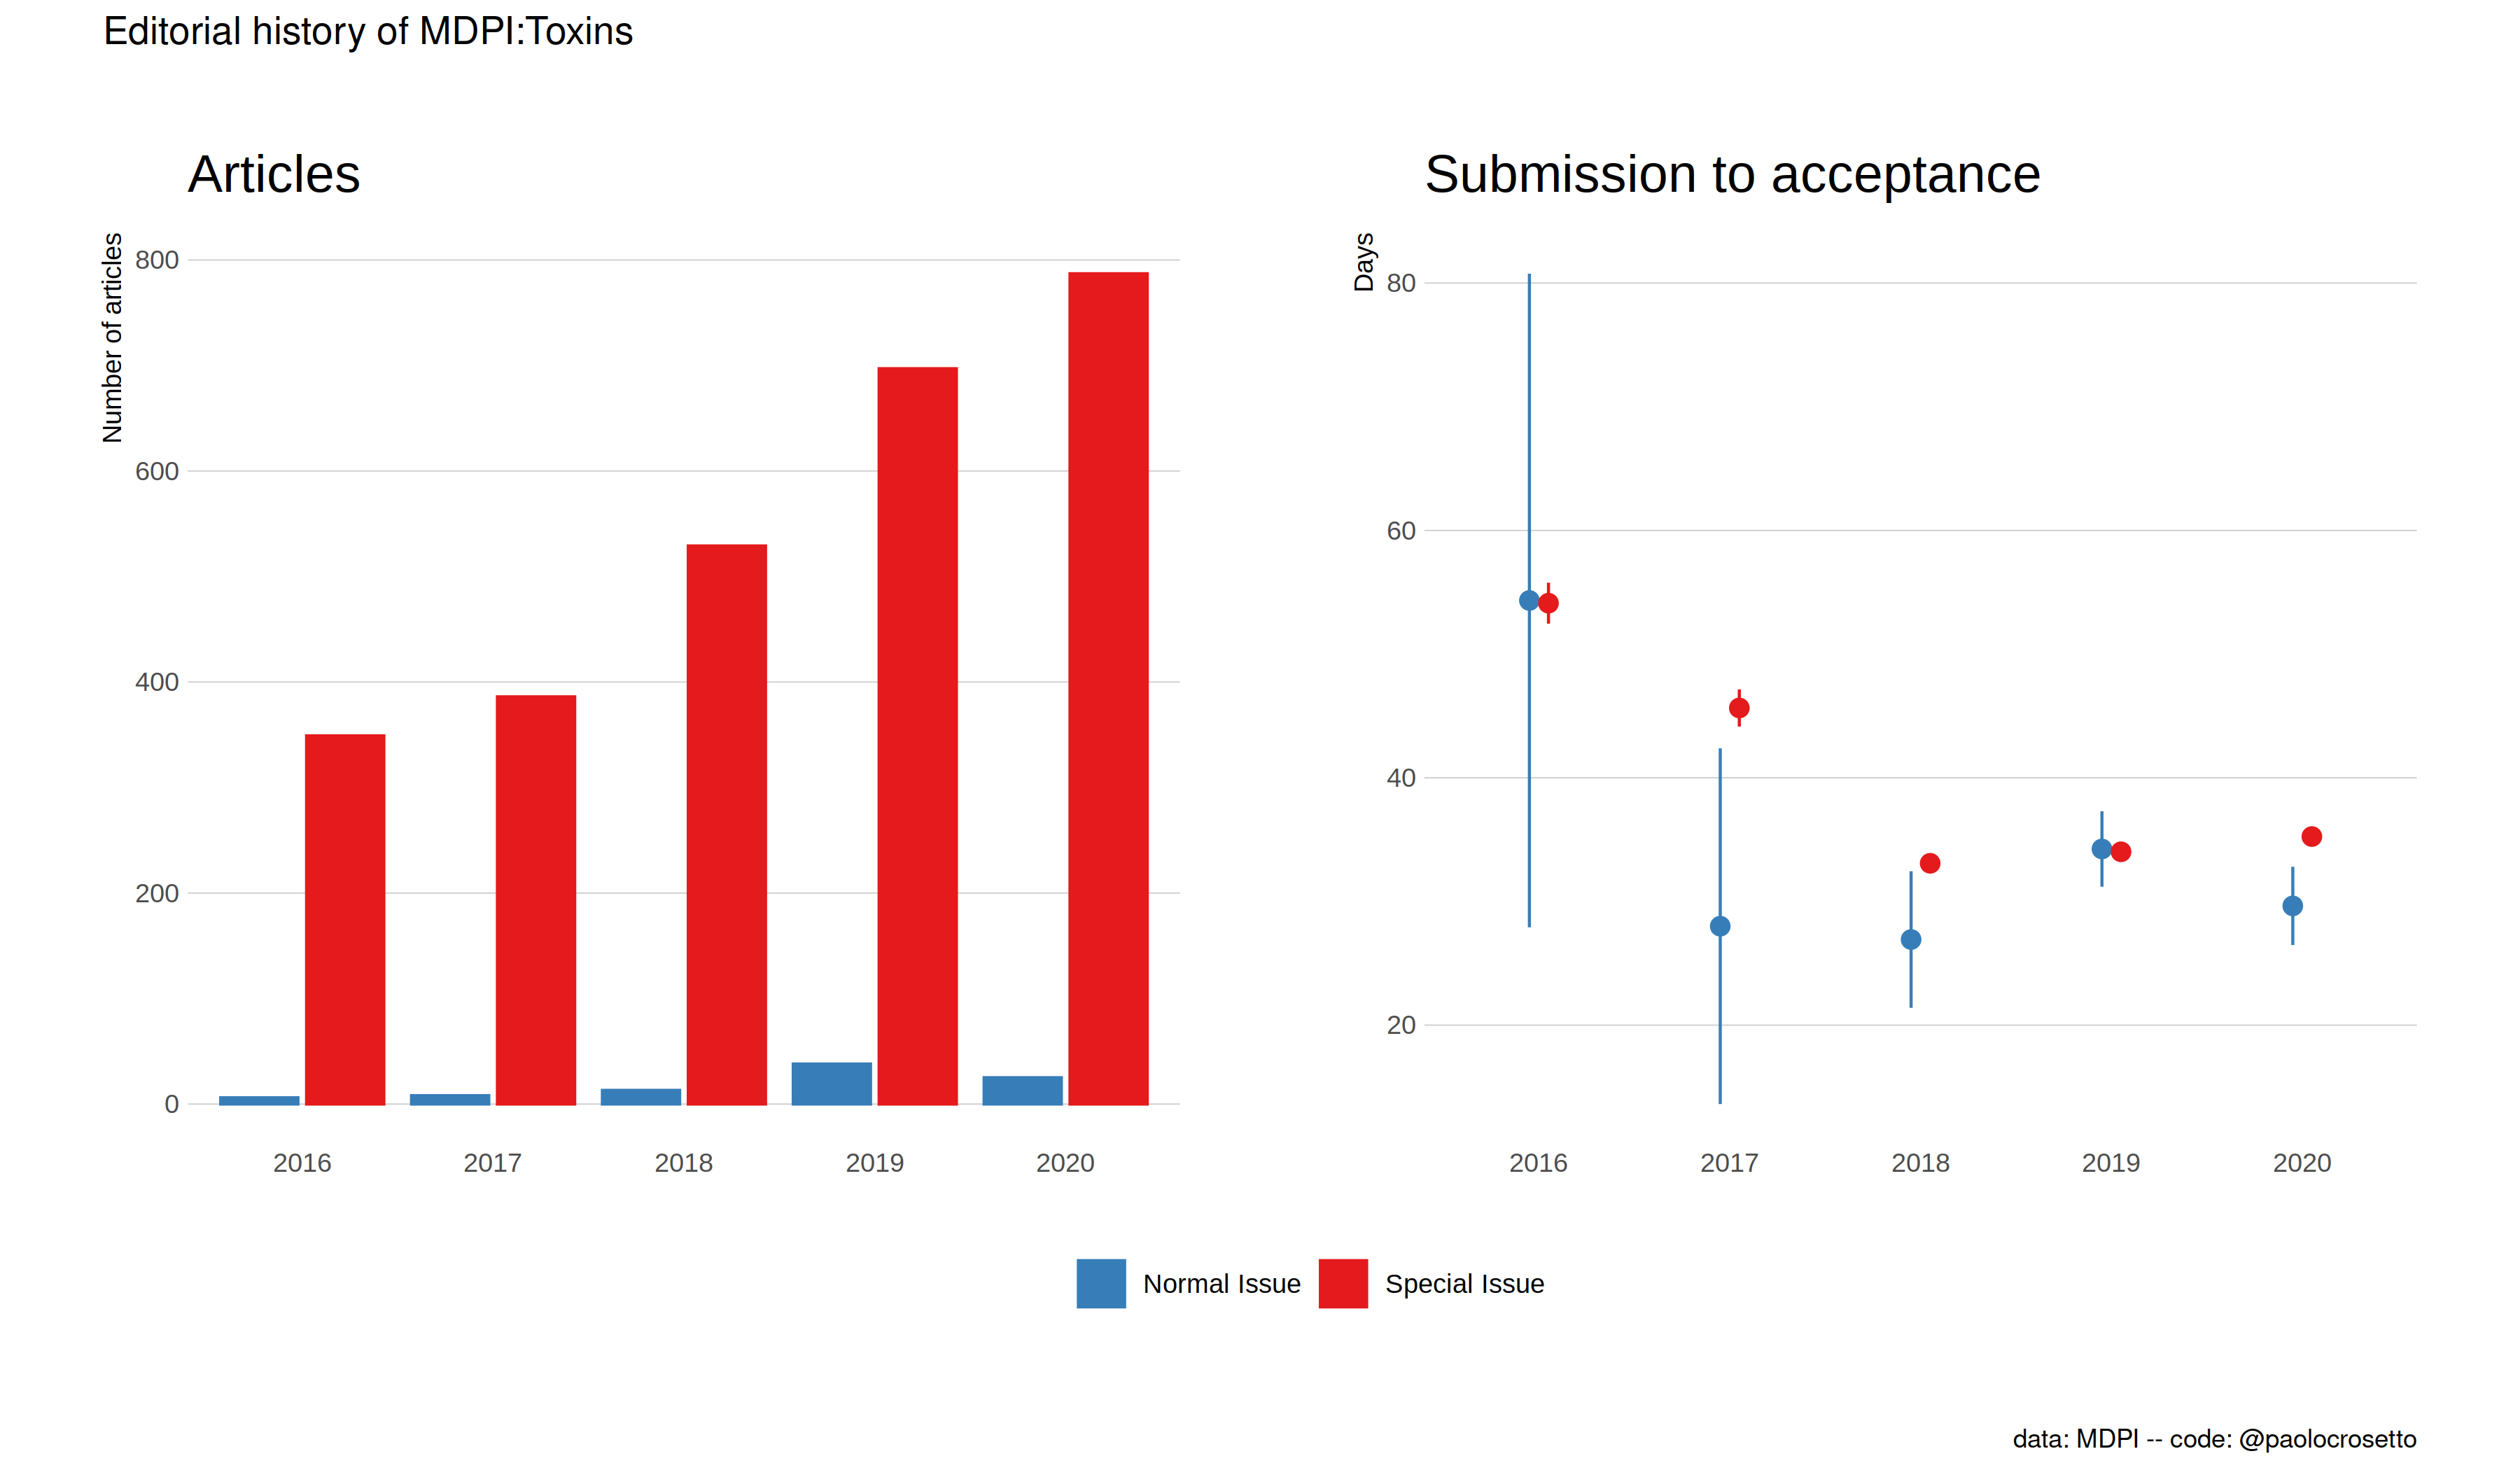 Editorial history of MDPI:Toxins
Articles
Number of articles
800
600
400
200
0
2016 2017 2018 2019 2020
Submission to acceptance
Days
80
60
40
20
2016 2017 2018 2019 2020
Normal Issue Special Issue
data: MDPI -- code: @paolocrosetto